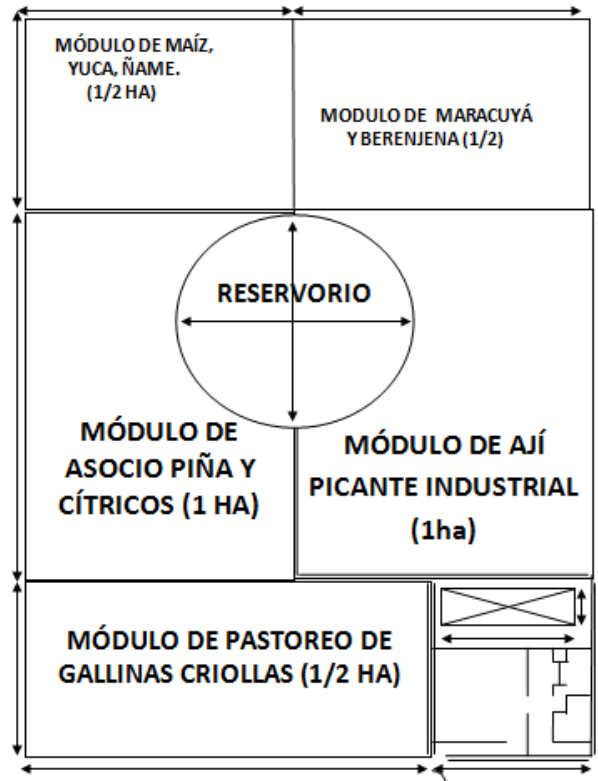 MÓDULO DE MAÍZ,
YUCA, ÑAME.
(1/2 HA)
MODULO DE MARACUYÁ
Y BERENJENA (1/2)
RESERVORIO
MÓDULO DE
ASOCIO PIÑA Y
CÍTRICOS (1 HA)
MÓDULO DE AJÍ
PICANTE INDUSTRIAL
(1ha)
MÓDULO DE PASTOREO DE
GALLINAS CRIOLLAS (1/2 HA)